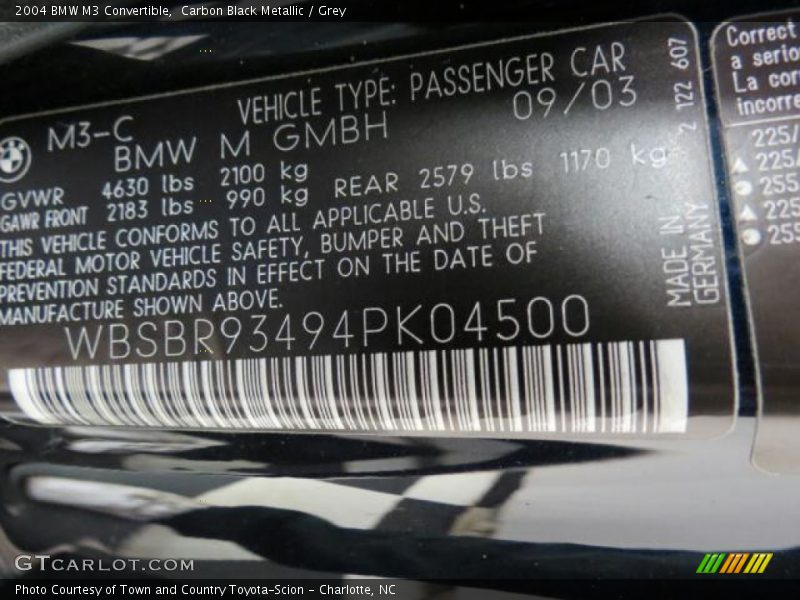 2004 BMW M3 Convertible,  Carbon Black Metallic / Grey
M3-C VEHICLE TYPE: PASSENGER CAR
BMW M GMBH 09/03
GVWR 4630 lbs 2100 kg
GAWR FRONT 2183 lbs 990 kg REAR 2579 lbs 1170 kg
THIS VEHICLE CONFORMS TO ALL APPLICABLE U.S.
FEDERAL MOTOR VEHICLE SAFETY, BUMPER AND THEFT
PREVENTION STANDARDS IN EFFECT ON THE DATE OF
MANUFACTURE SHOWN ABOVE.
WBSBR93494PK04500
2 122 607
MADE IN
GERMANY
Correct
a serio
La cor
incorre
225/
225/
255
225
255
GTCARLOT.COM
Photo Courtesy of Town and Country Toyota-Scion - Charlotte, NC